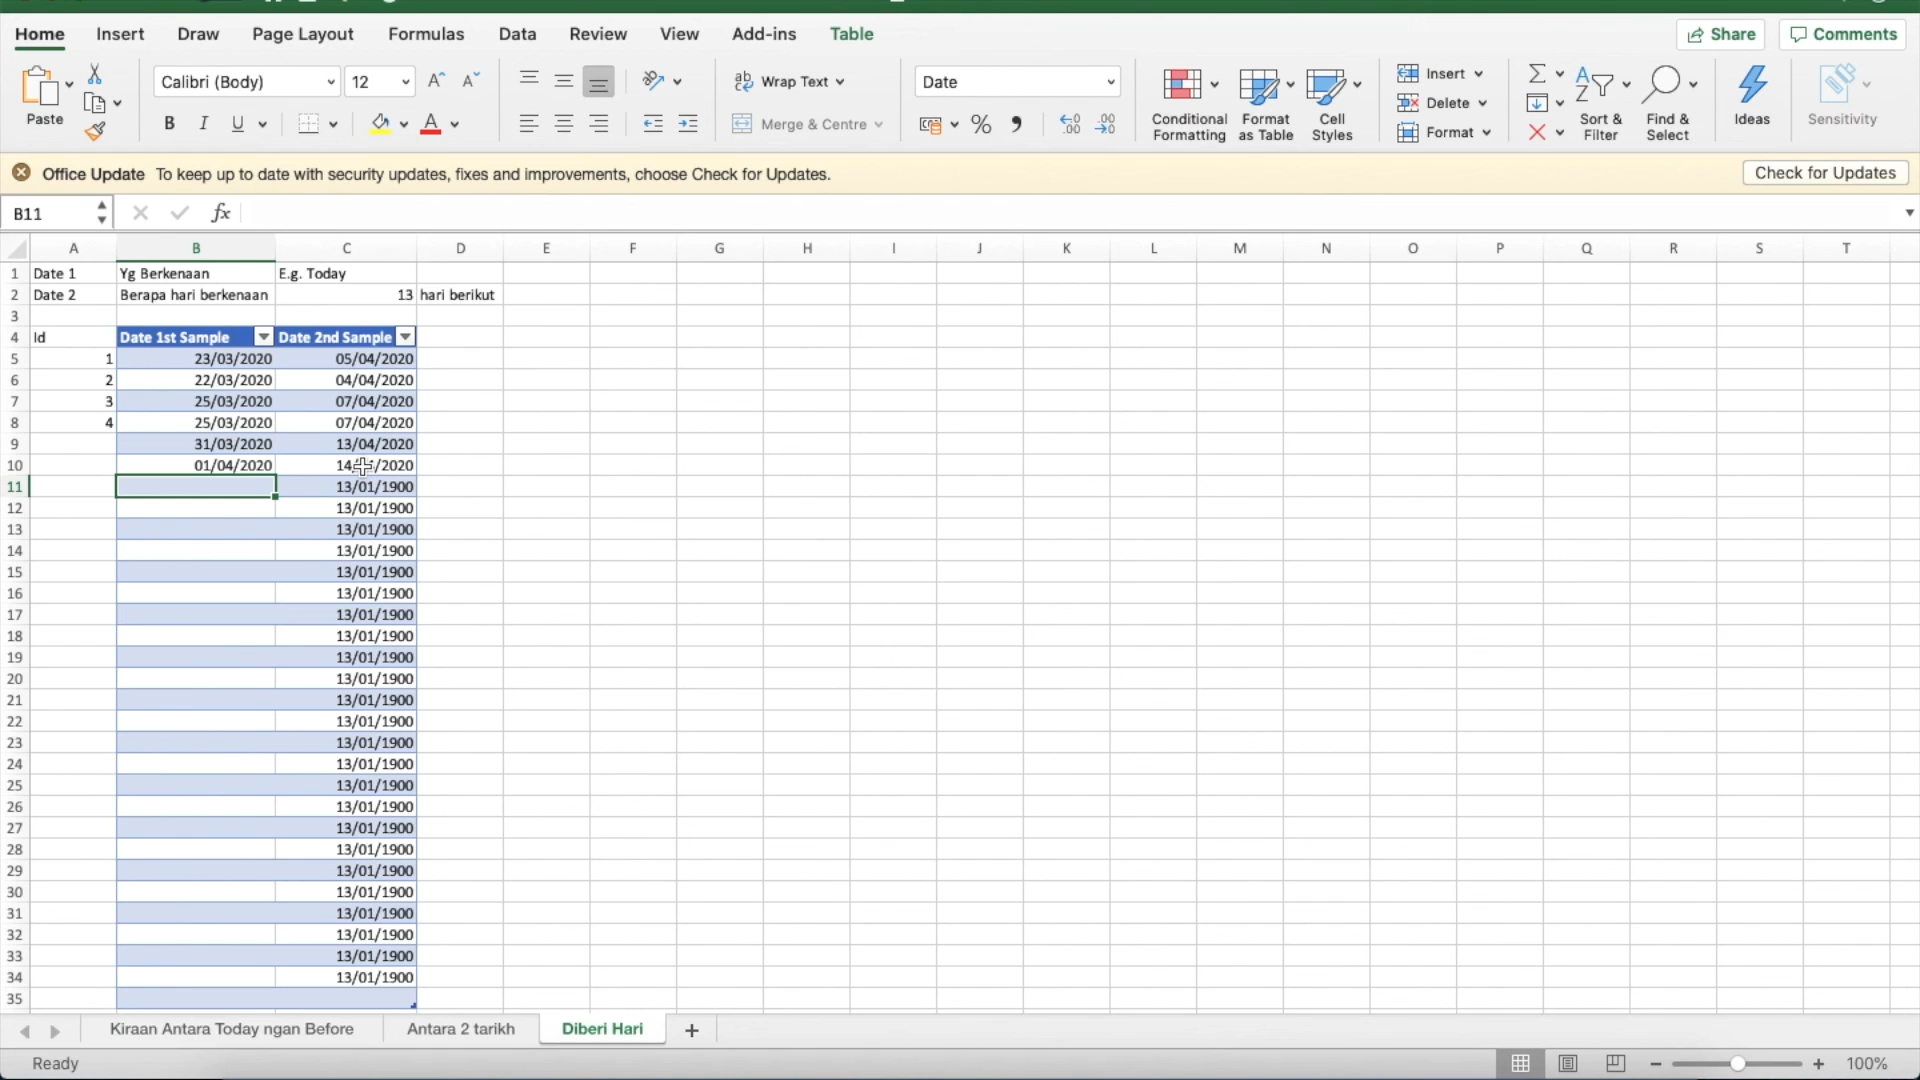 Home Insert Draw Page Layout Formulas Data Review View Add-ins Table Share Comments
Paste Calibri (Body) 12 Wrap Text Date Insert
Delete
B I U Merge & Centre % Conditional Formatting Format as Table Cell Styles Format Sort & Filter Find & Select Ideas Sensitivity
Office Update To keep up to date with security updates, fixes and improvements, choose Check for Updates. Check for Updates
B11 fx
A B C D E F G H I J K L M N O P Q R S T
1 Date 1 Yg Berkenaan E.g. Today
2 Date 2 Berapa hari berkenaan 13 hari berikut
3
4 Id Date 1st Sample Date 2nd Sample
5 1 23/03/2020 05/04/2020
6 2 22/03/2020 04/04/2020
7 3 25/03/2020 07/04/2020
8 4 25/03/2020 07/04/2020
9 31/03/2020 13/04/2020
10 01/04/2020
11 13/01/1900
12 13/01/1900
13 13/01/1900
14 13/01/1900
15 13/01/1900
16 13/01/1900
17 13/01/1900
18 13/01/1900
19 13/01/1900
20 13/01/1900
21 13/01/1900
22 13/01/1900
23 13/01/1900
24 13/01/1900
25 13/01/1900
26 13/01/1900
27 13/01/1900
28 13/01/1900
29 13/01/1900
30 13/01/1900
31 13/01/1900
32 13/01/1900
33 13/01/1900
34 13/01/1900
35
Kiraan Antara Today ngan Before Antara 2 tarikh Diberi Hari
Ready 100%